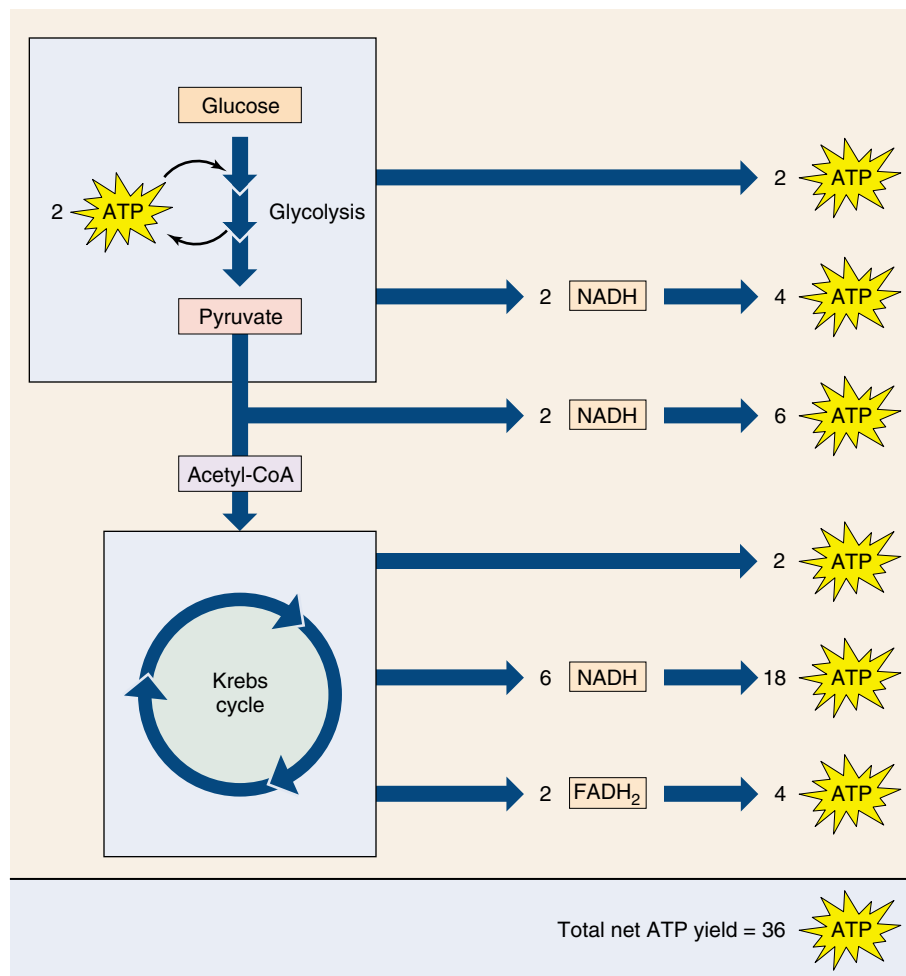 Glucose
2 ATP
Glycolysis
2 ATP
Pyruvate
2 NADH 4 ATP
2 NADH 6 ATP
Acetyl-CoA
2 ATP
Krebs
cycle
6 NADH 18 ATP
2 FADH₂ 4 ATP
Total net ATP yield = 36 ATP